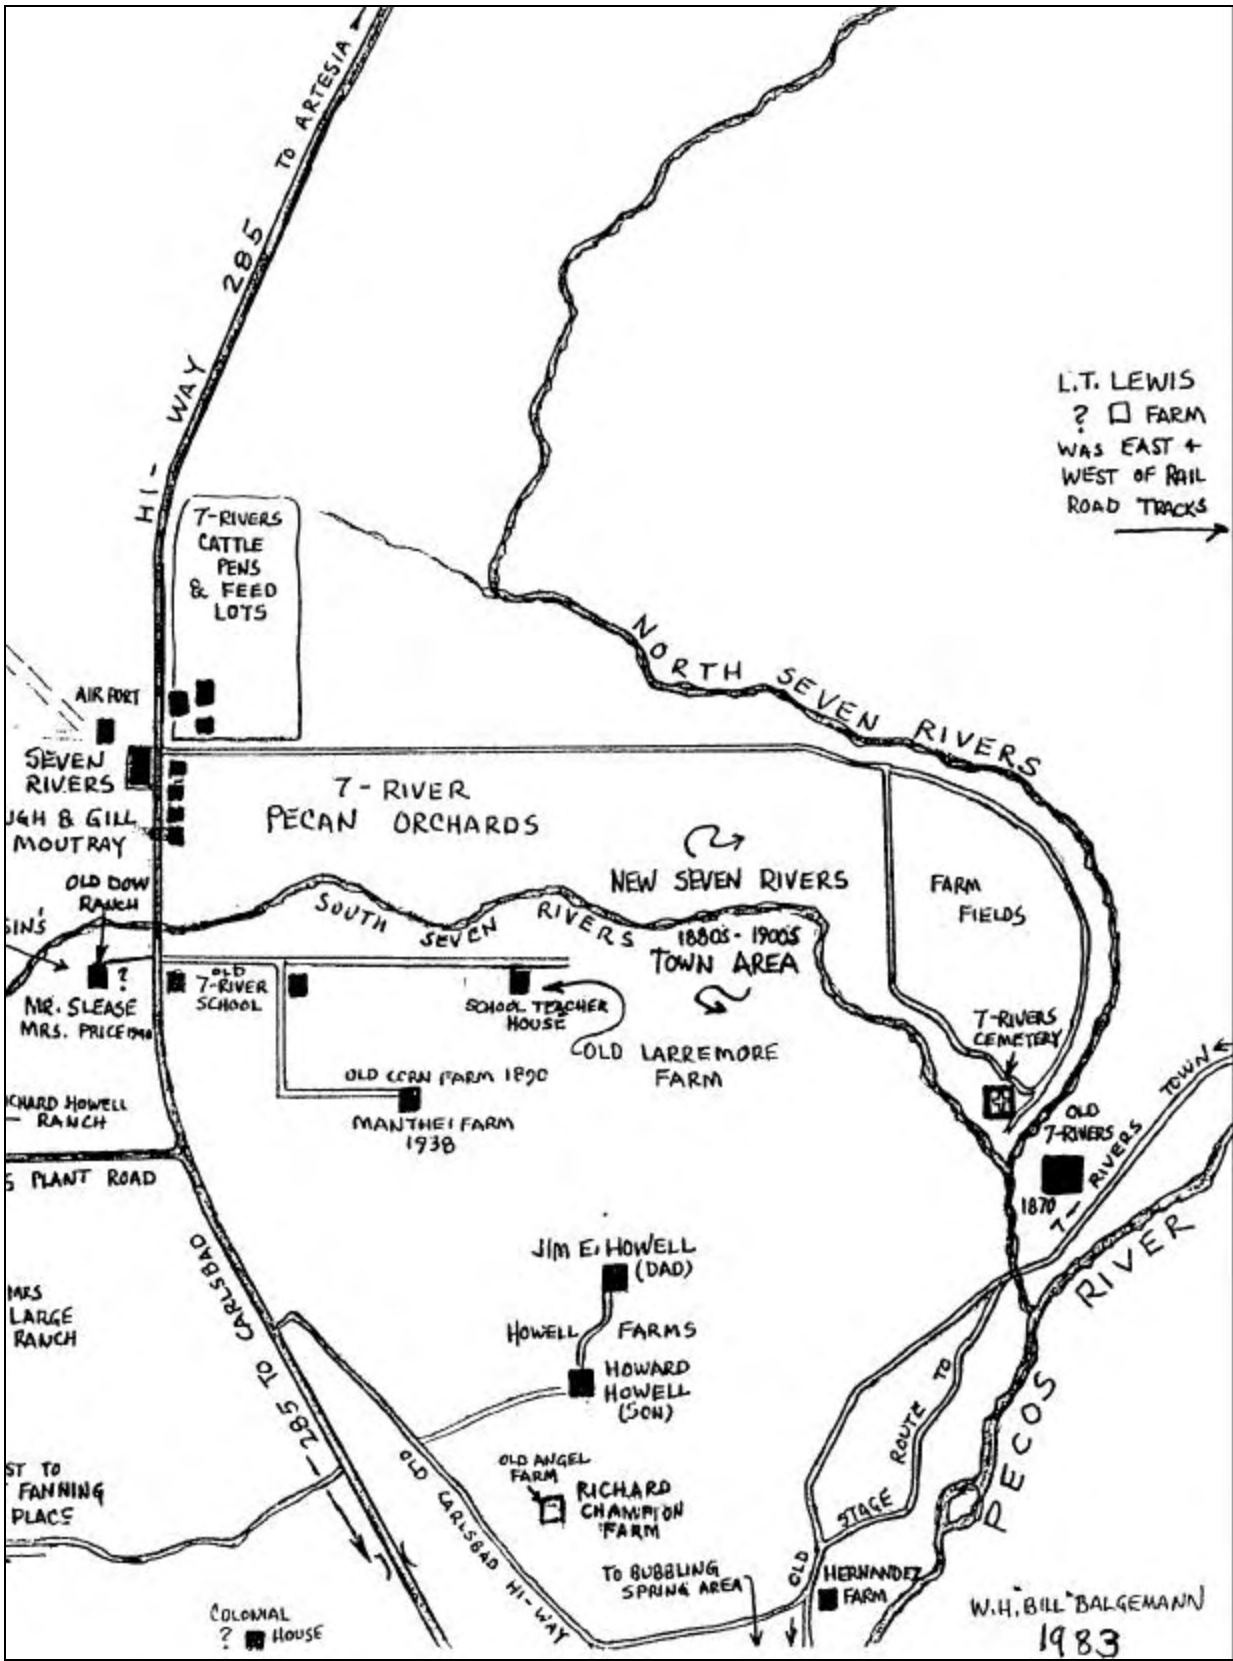 TO ARTESIA
HI-WAY 285
L.T. LEWIS
? FARM
WAS EAST &
WEST OF RAIL
ROAD TRACKS
7-RIVERS
CATTLE
PENS
& FEED
LOTS
NORTH SEVEN RIVERS
AIRPORT
SEVEN
RIVERS
UGH & GILL
MOUTRAY
7-RIVER
PECAN ORCHARDS
NEW SEVEN RIVERS
1880'S-1900'S
TOWN AREA
FARM
FIELDS
OLD DOW
RANCH
SIN'S
SOUTH SEVEN RIVERS
?
MR. SLEASE
MRS. PRICE
OLD
7-RIVER
SCHOOL
SCHOOL TEACHER
HOUSE
OLD LARREMORE
FARM
7-RIVERS
CEMETERY
OLD CORN FARM 1890
MANTHEI FARM
1938
ICHARD HOWELL
RANCH
S PLANT ROAD
OLD
7-RIVERS
1870
7-RIVERS TOWN
PECOS RIVER
285 TO CARLSBAD
JIM E. HOWELL
(DAD)
HOWELL FARMS
HOWARD
HOWELL
(SON)
MRS
LARGE
RANCH
OLD CARLSBAD HI-WAY
OLD ANGEL
FARM
RICHARD
CHAMPION
FARM
ST TO
FANNING
PLACE
OLD STAGE ROUTE TO
TO BUBBLING
SPRING AREA
HERNANDEZ
FARM
COLONIAL
? HOUSE
W.H. "BILL" BALGEMANN
1983